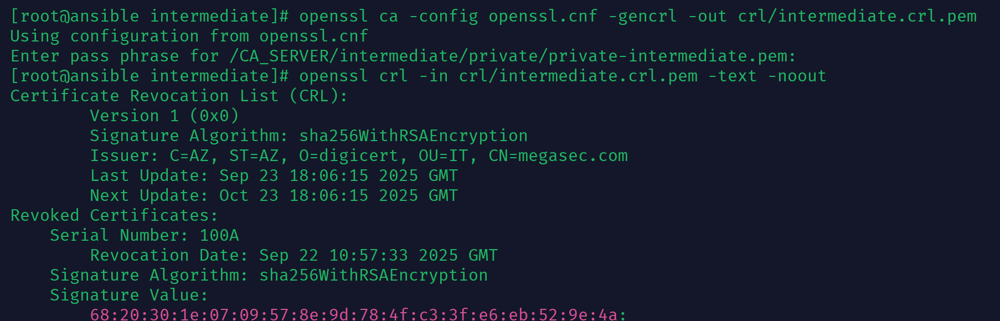 [root@ansible intermediate]# openssl ca -config openssl.cnf -gencrl -out crl/intermediate.crl.pem
Using configuration from openssl.cnf
Enter pass phrase for /CA_SERVER/intermediate/private/private-intermediate.pem:
[root@ansible intermediate]# openssl crl -in crl/intermediate.crl.pem -text -noout
Certificate Revocation List (CRL):
        Version 1 (0x0)
        Signature Algorithm: sha256WithRSAEncryption
        Issuer: C=AZ, ST=AZ, O=digicert, OU=IT, CN=megasec.com
        Last Update: Sep 23 18:06:15 2025 GMT
        Next Update: Oct 23 18:06:15 2025 GMT
Revoked Certificates:
    Serial Number: 100A
        Revocation Date: Sep 22 10:57:33 2025 GMT
    Signature Algorithm: sha256WithRSAEncryption
    Signature Value:
        68:20:30:1e:07:09:57:8e:9d:78:4f:c3:3f:e6:eb:52:9e:4a: